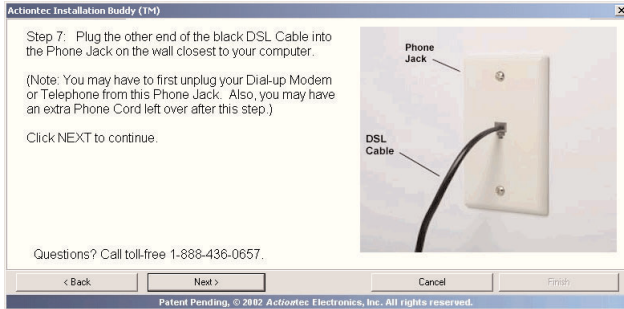 Actiontec Installation Buddy (TM)
Step 7: Plug the other end of the black DSL Cable into
the Phone Jack on the wall closest to your computer.
(Note: You may have to first unplug your Dial-up Modem
or Telephone from this Phone Jack. Also, you may have
an extra Phone Cord left over after this step.)
Click NEXT to continue.
Questions? Call toll-free 1-888-436-0657.
Phone
Jack
DSL
Cable
< Back
Next >
Cancel
Finish
Patent Pending, © 2002 Actiontec Electronics, Inc. All rights reserved.